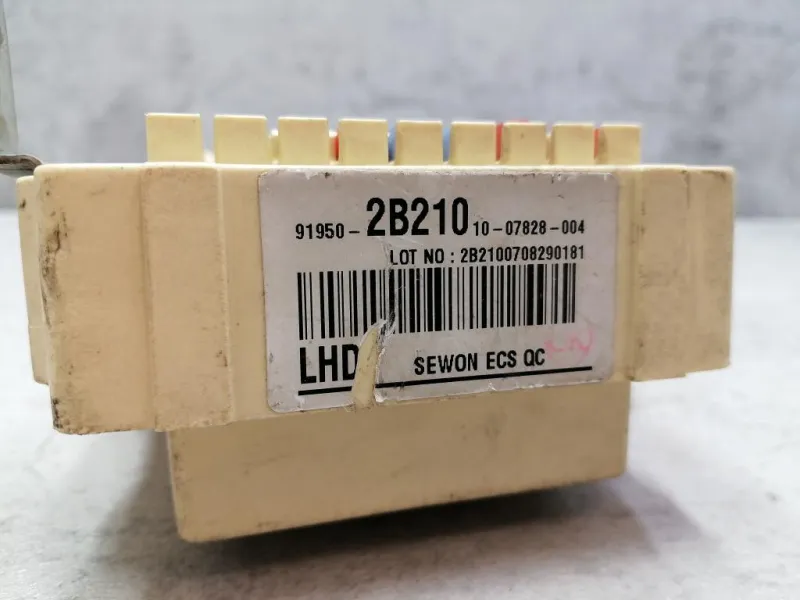 91950-2B210 10-07828-004
LOT NO : 2B2100708290181
LHD SEWON ECS QC